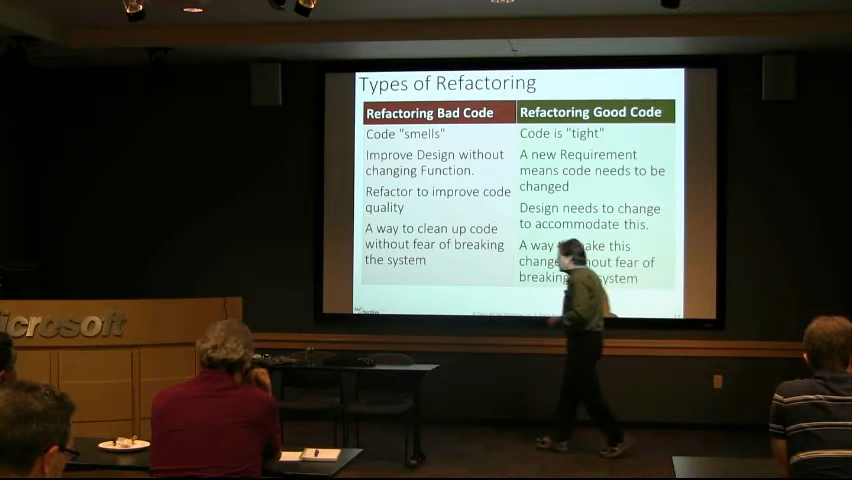 Types of Refactoring
Refactoring Bad Code
Code "smells"
Improve Design without
changing Function.
Refactor to improve code
quality
A way to clean up code
without fear of breaking
the system
Refactoring Good Code
Code is "tight"
A new Requirement
means code needs to be
changed
Design needs to change
to accommodate this.
A way this
change fear of
breaking system
Microsoft